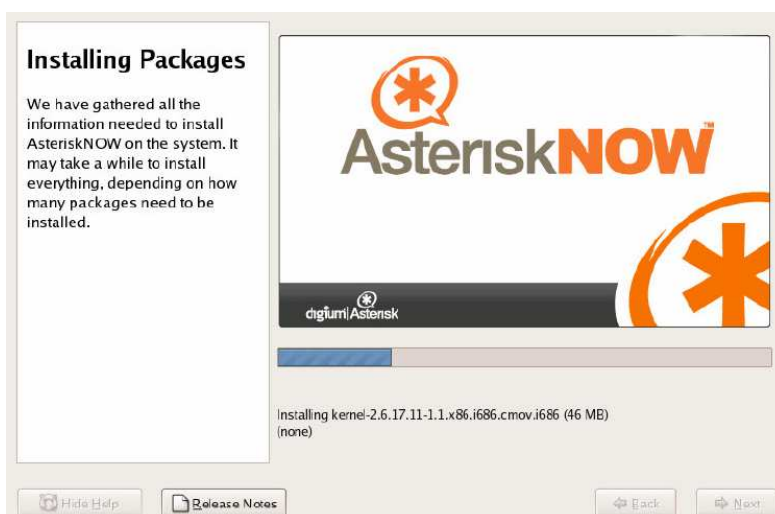 Installing Packages
We have gathered all the
information needed to install
AsteriskNOW on the system. It
may take a while to install
everything, depending on how
many packages need to be
installed.
AsteriskNOW™
digium Asterisk
Installing kernel-2.6.17.11-1.1.x86.i686.cmov.i686 (46 MB)
(none)
Hide Help
Release Notes
Back
Next